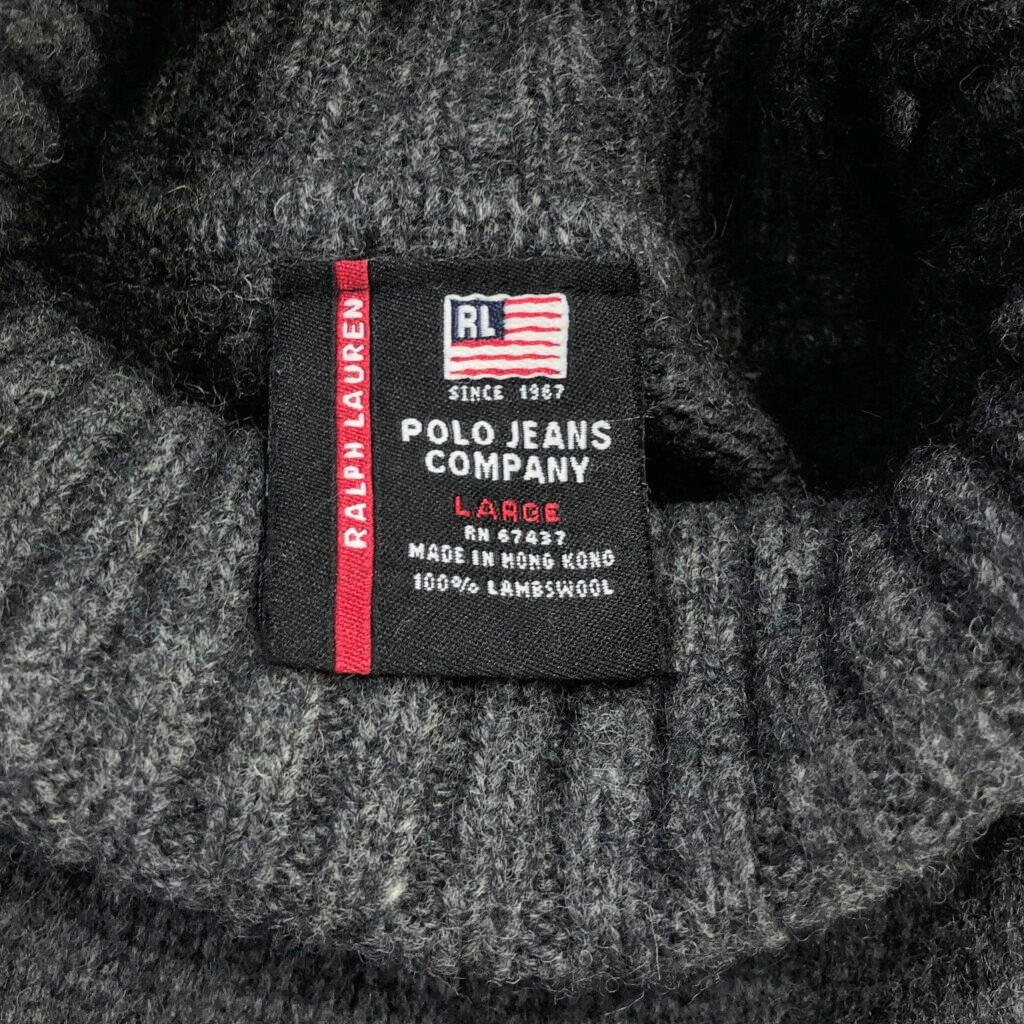 RALPH LAUREN
RL
SINCE 1967
POLO JEANS
COMPANY
LARGE
RN 67437
MADE IN HONG KONG
100% LAMBSWOOL